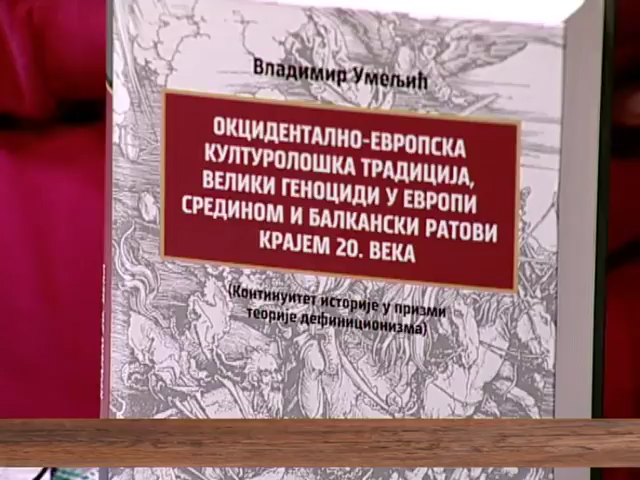 Владимир Умељић
ОКЦИДЕНТАЛНО-ЕВРОПСКА
КУЛТУРОЛОШКА ТРАДИЦИЈА,
ВЕЛИКИ ГЕНОЦИДИ У ЕВРОПИ
СРЕДИНОМ И БАЛКАНСКИ РАТОВИ
КРАЈЕМ 20. ВЕКА
(Континуитет историје у призми
теорије дефиниционизма)